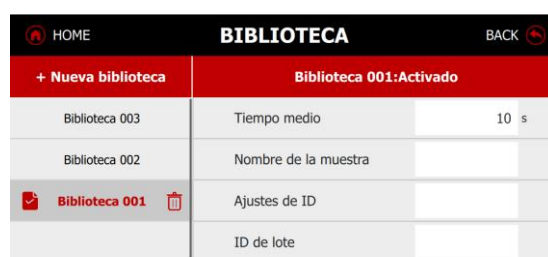 HOME BIBLIOTECA BACK
+ Nueva biblioteca Biblioteca 001:Activado
Biblioteca 003 Tiempo medio 10 s
Biblioteca 002 Nombre de la muestra
Biblioteca 001 Ajustes de ID
ID de lote